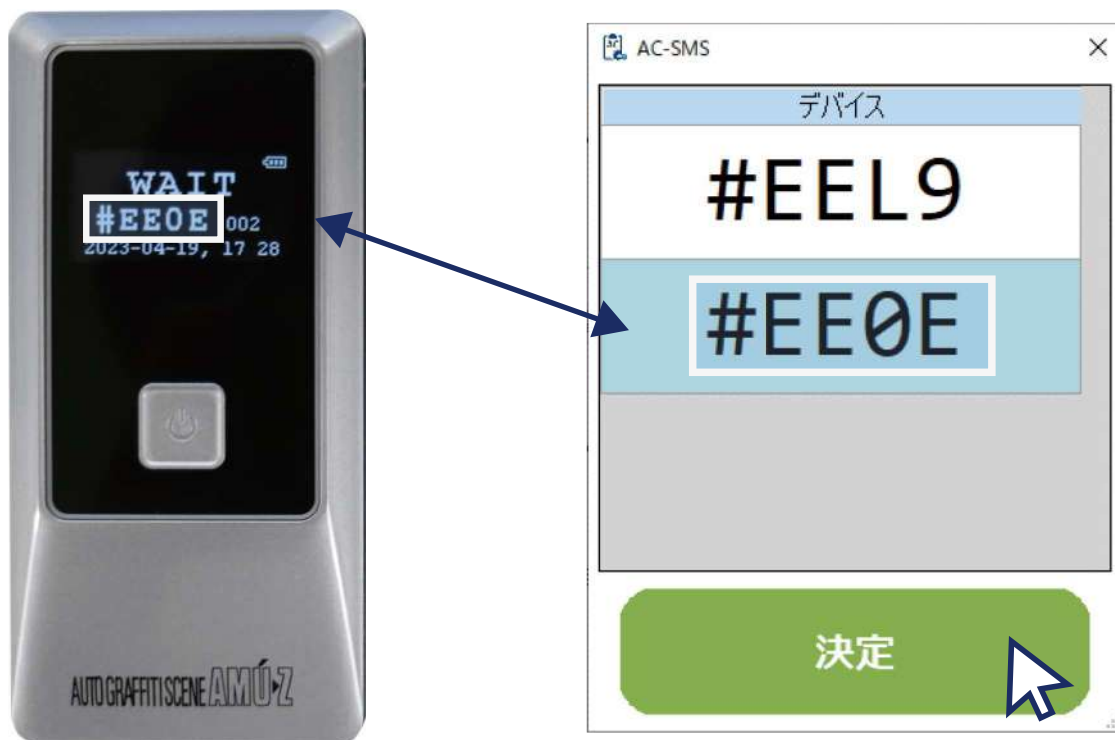 WAIT
#EE0E 002
2023-04-19, 17 28
AUTO GRAFFITI SCENE AMÚ·Z
AC-SMS
デバイス
#EEL9
#EE0E
決定